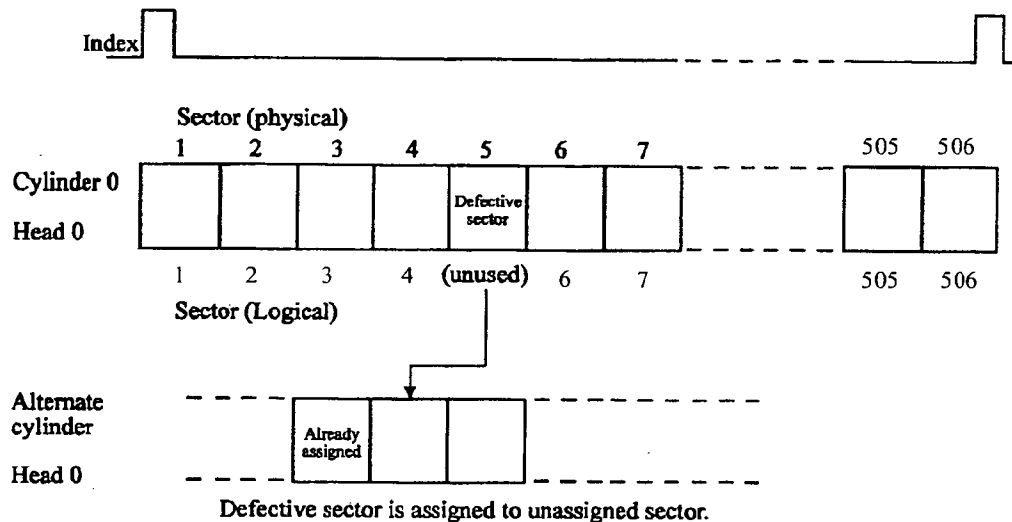 Index
Sector (physical)
1 2 3 4 5 6 7 505 506
Cylinder 0
Defective
sector
Head 0
1 2 3 4 (unused) 6 7 505 506
Sector (Logical)
Alternate
cylinder
Already
assigned
Head 0
Defective sector is assigned to unassigned sector.